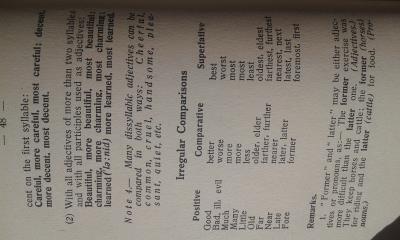 — 48 —
cent on the first syllable:
Careful, more careful, most careful; decent,
more decent, most decent.
(2) With all adjectives of more than two syllables
and with all participles used as adjectives:
Beautiful, more beautiful, most beautiful;
charming, more charming, most charming;
learned more learned, most learned.
Note 4.— Many dissyllabic adjectives can be
compared in both ways: Cheerful,
common, cruel, handsome, plea-
sant, quiet, etc.
Irregular Comparisons
Positive Comparative Superlative
Good better best
Bad, ill, evil worse worst
Much more most
Many more most
Little less least
Old older, elder oldest, eldest
Far farther, further farthest, furthest
Near nearer nearest, next
Late later, latter latest, last
Fore former foremost, first
Remarks.
1. "Former" and "latter" may be either adjec-
tives or pronouns, as:— The former exercise was
more difficult than the latter one. (Adjectives.)
They keep horses and cattle; the former (horses)
for riding and the latter (cattle) for food. (Pro-
nouns.)